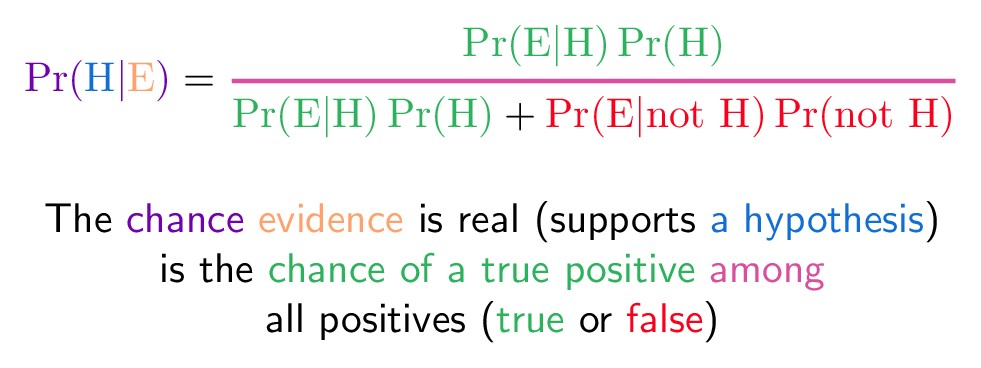 Pr(H|E) = Pr(E|H) Pr(H)
Pr(E|H) Pr(H) + Pr(E|not H) Pr(not H)
The chance evidence is real (supports a hypothesis)
is the chance of a true positive among
all positives (true or false)